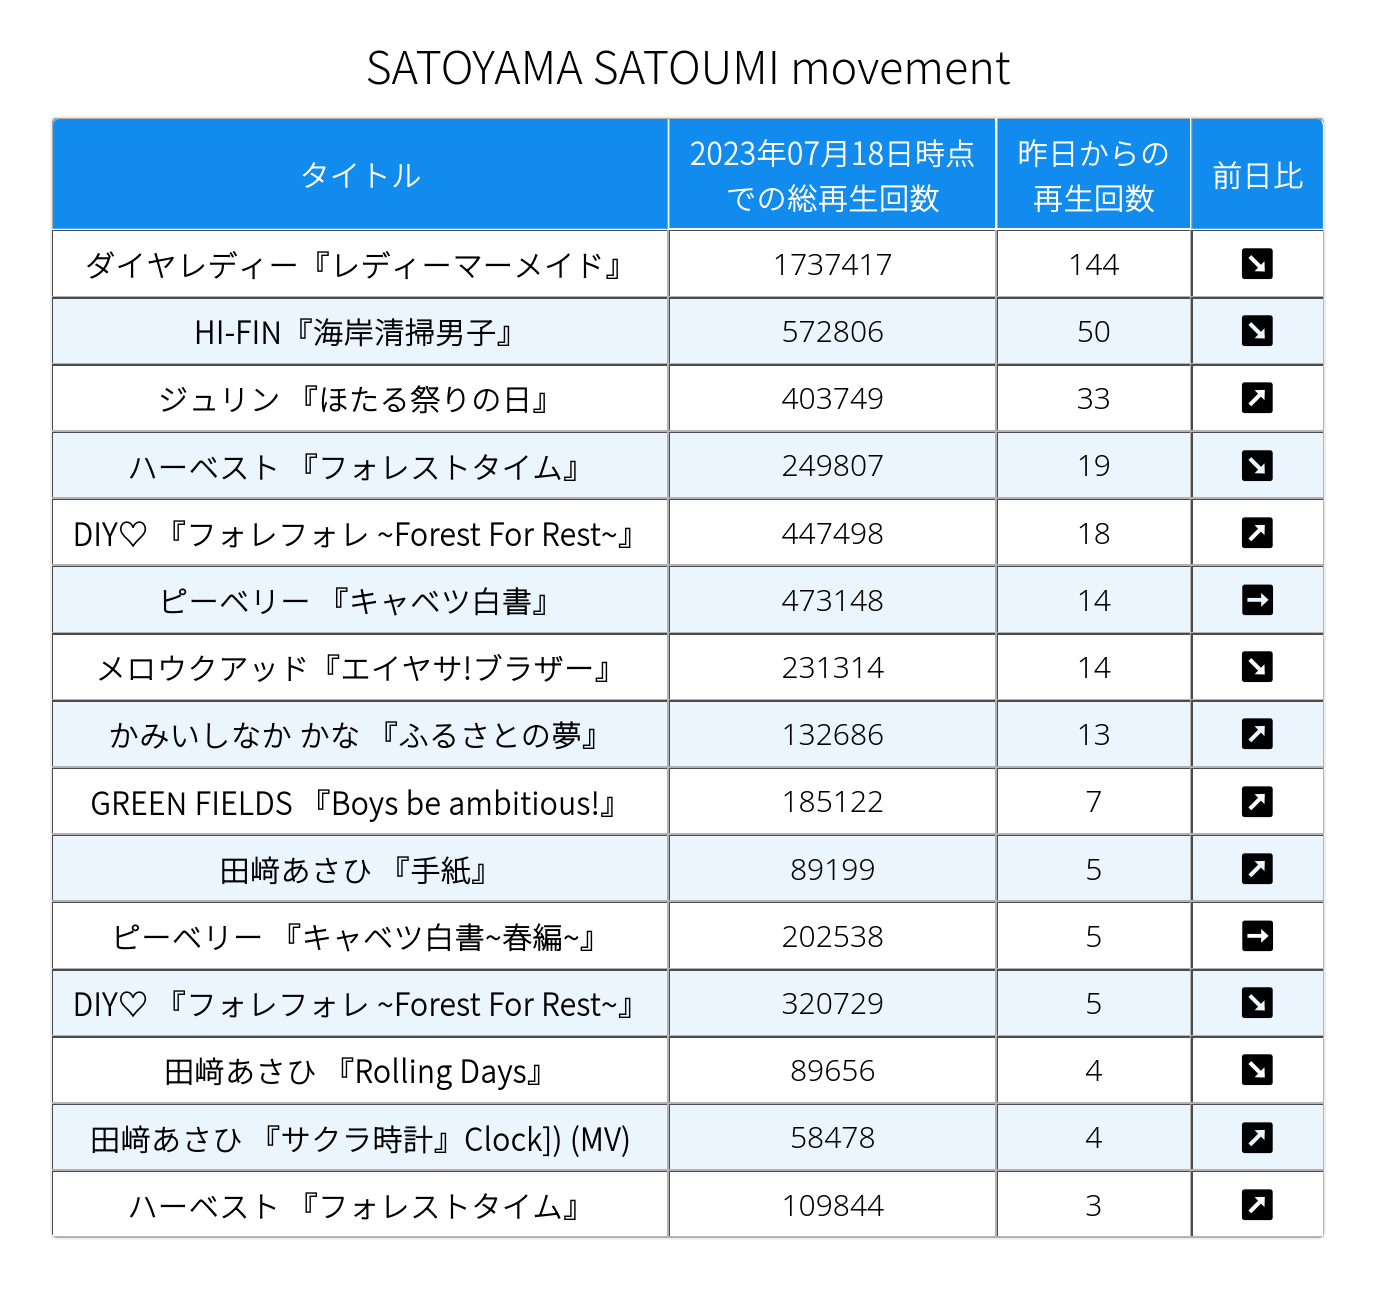 SATOYAMA SATOUMI movement
タイトル 2023年07月18日時点での総再生回数 昨日からの再生回数 前日比
ダイヤレディー『レディーマーメイド』 1737417 144 ↘
HI-FIN『海岸清掃男子』 572806 50 ↘
ジュリン 『ほたる祭りの日』 403749 33 ↗
ハーベスト 『フォレストタイム』 249807 19 ↘
DIY♡ 『フォレフォレ ~Forest For Rest~』 447498 18 ↗
ピーベリー 『キャベツ白書』 473148 14 →
メロウクアッド『エイヤサ!ブラザー』 231314 14 ↘
かみいしなか かな 『ふるさとの夢』 132686 13 ↗
GREEN FIELDS 『Boys be ambitious!』 185122 7 ↗
田﨑あさひ 『手紙』 89199 5 ↗
ピーベリー 『キャベツ白書~春編~』 202538 5 →
DIY♡ 『フォレフォレ ~Forest For Rest~』 320729 5 ↘
田﨑あさひ 『Rolling Days』 89656 4 ↘
田﨑あさひ 『サクラ時計』Clock]) (MV) 58478 4 ↗
ハーベスト 『フォレストタイム』 109844 3 ↗